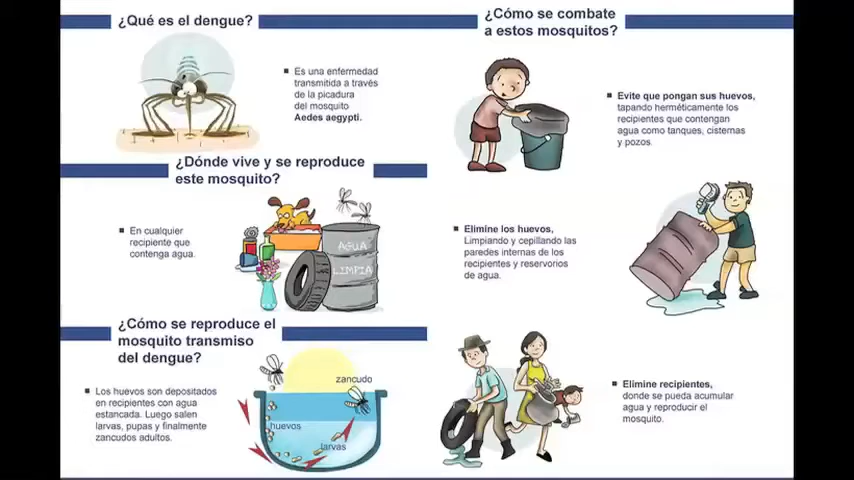 ¿Qué es el dengue?
Es una enfermedad
transmitida a través
de la picadura
del mosquito
Aedes aegypti.
¿Dónde vive y se reproduce
este mosquito?
En cualquier
recipiente que
contenga agua.
AGUA
LIMPIA
¿Cómo se reproduce el
mosquito transmiso
del dengue?
Los huevos son depositados
en recipientes con agua
estancada. Luego salen
larvas, pupas y finalmente
zancudos adultos.
zancudo
huevos
larvas
¿Cómo se combate
a estos mosquitos?
Evite que pongan sus huevos,
tapando herméticamente los
recipientes que contengan
agua como tanques, cisternas
y pozos
Elimine los huevos,
Limpiando y cepillando las
paredes internas de los
recipientes y reservorios
de agua.
Elimine recipientes,
donde se pueda acumular
agua y reproducir el
mosquito.